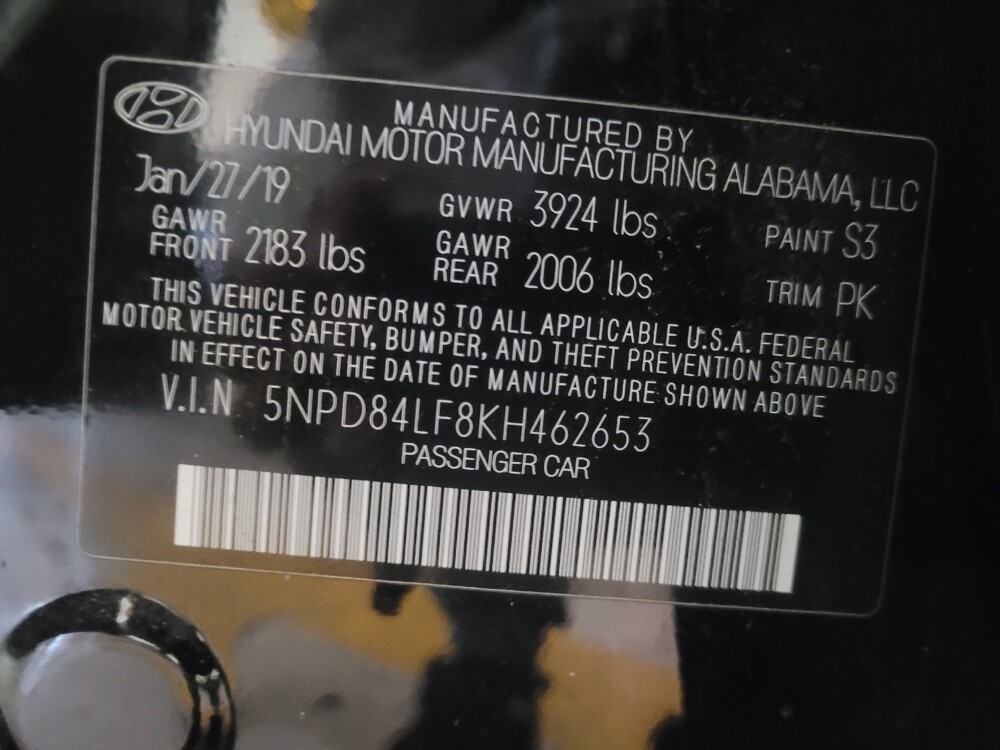 MANUFACTURED BY
HYUNDAI MOTOR MANUFACTURING ALABAMA, LLC
Jan/27/19
GVWR 3924 lbs
PAINT S3
GAWR FRONT 2183 lbs
GAWR REAR 2006 lbs
TRIM PK
THIS VEHICLE CONFORMS TO ALL APPLICABLE U.S.A. FEDERAL
MOTOR VEHICLE SAFETY, BUMPER, AND THEFT PREVENTION STANDARDS
IN EFFECT ON THE DATE OF MANUFACTURE SHOWN ABOVE
V.I.N 5NPD84LF8KH462653
PASSENGER CAR